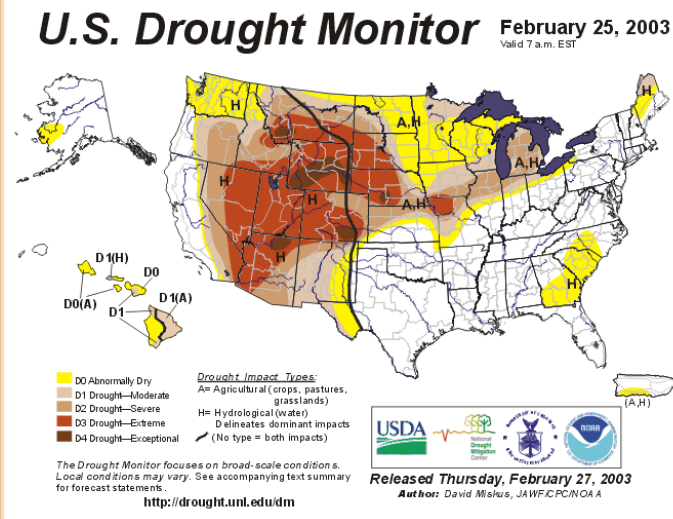 U.S. Drought Monitor
February 25, 2003
Valid 7 a.m. EST
H
H
A,H
A,H
H
H
A,H
H
H
D1(H)
D0
D0(A)
D1(A)
D1
(A,H)
D0 Abnormally Dry
D1 Drought—Moderate
D2 Drought—Severe
D3 Drought—Extreme
D4 Drought—Exceptional
Drought Impact Types:
A= Agricultural (crops, pastures,
grasslands)
H= Hydrological (water)
Delineates dominant impacts
(No type = both impacts)
USDA
National
Drought
Mitigation
Center
NOAA
The Drought Monitor focuses on broad-scale conditions.
Local conditions may vary. See accompanying text summary
for forecast statements.
http://drought.unl.edu/dm
Released Thursday, February 27, 2003
Author: David Miskus, JAWF/CPC/NOAA